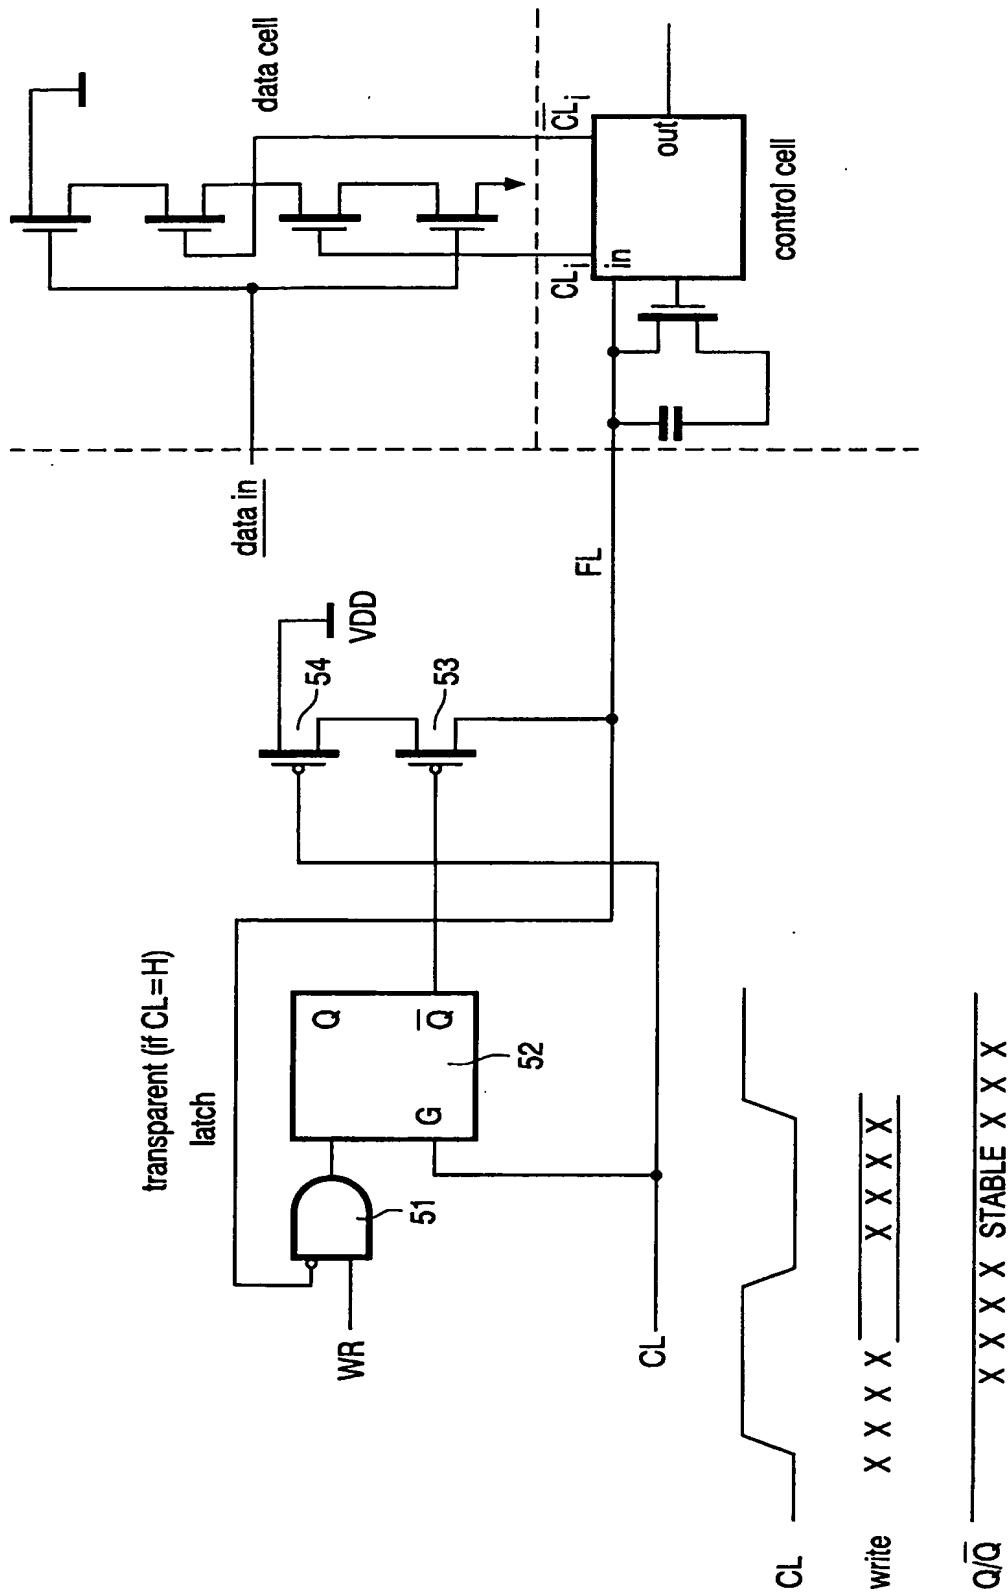 transparent (if CL=H)
latch
WR
51
Q
Q̅
G
52
CL
54
VDD
53
FL
data in
data cell
CLi
C̅L̅i
in
out
control cell
CL
write X X X X X X X X
Q/Q̅ X X X X STABLE X X X